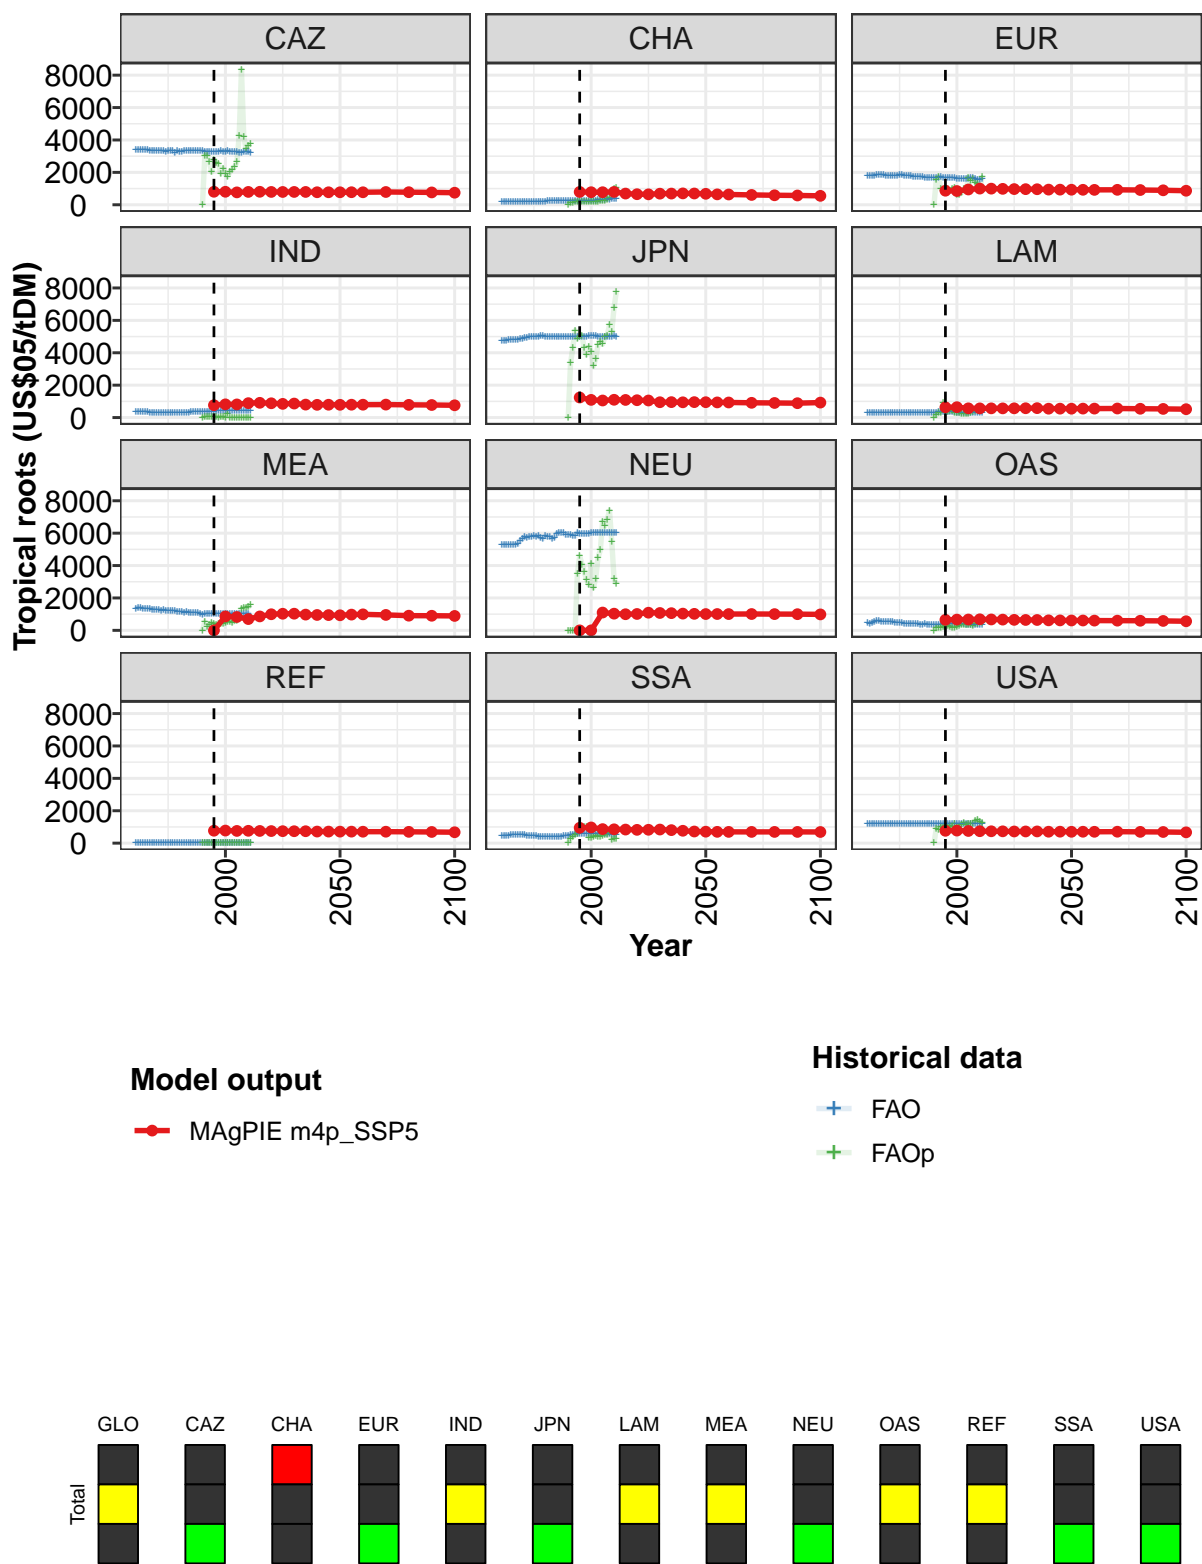 CAZ CHA EUR
8000
6000
4000
2000
0
IND JPN LAM
8000
6000
4000
2000
0
MEA NEU OAS
8000
6000
4000
2000
0
REF SSA USA
8000
6000
4000
2000
0
Tropical roots (US$05/tDM)
2000 2050 2100 2000 2050 2100 2000 2050 2100
Year
Model output
MAgPIE m4p_SSP5
Historical data
FAO
FAOp
GLO CAZ CHA EUR IND JPN LAM MEA NEU OAS REF SSA USA
Total